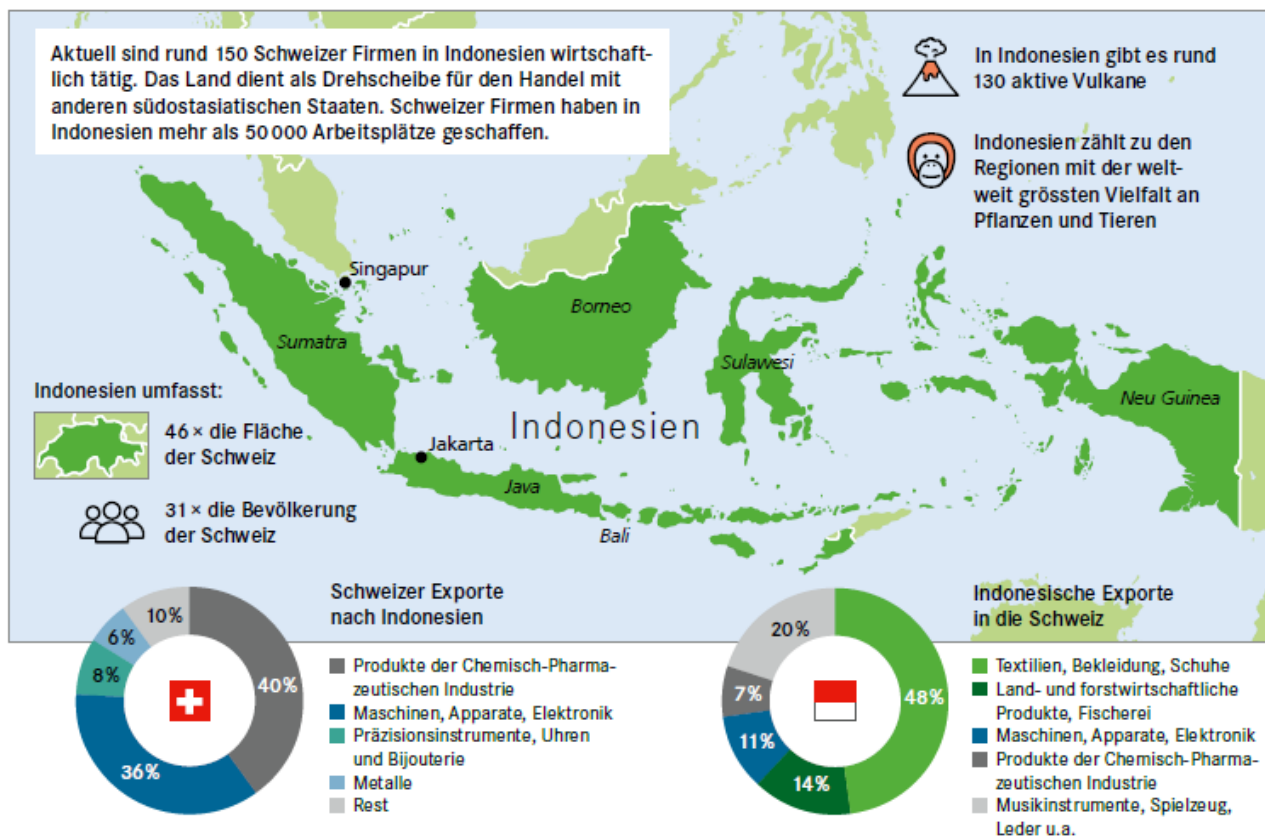 Aktuell sind rund 150 Schweizer Firmen in Indonesien wirtschaft-
lich tätig. Das Land dient als Drehscheibe für den Handel mit
anderen südostasiatischen Staaten. Schweizer Firmen haben in
Indonesien mehr als 50 000 Arbeitsplätze geschaffen.
In Indonesien gibt es rund
130 aktive Vulkane
Indonesien zählt zu den
Regionen mit der welt-
weit grössten Vielfalt an
Pflanzen und Tieren
Singapur
Borneo
Sumatra
Sulawesi
Neu Guinea
Indonesien
Jakarta
Java
Bali
Indonesien umfasst:
46 × die Fläche
der Schweiz
31 × die Bevölkerung
der Schweiz
Schweizer Exporte
nach Indonesien
10%
6%
8%
40%
36%
Produkte der Chemisch-Pharma-
zeutischen Industrie
Maschinen, Apparate, Elektronik
Präzisionsinstrumente, Uhren
und Bijouterie
Metalle
Rest
Indonesische Exporte
in die Schweiz
20%
7%
48%
11%
14%
Textilien, Bekleidung, Schuhe
Land- und forstwirtschaftliche
Produkte, Fischerei
Maschinen, Apparate, Elektronik
Produkte der Chemisch-Pharma-
zeutischen Industrie
Musikinstrumente, Spielzeug,
Leder u.a.